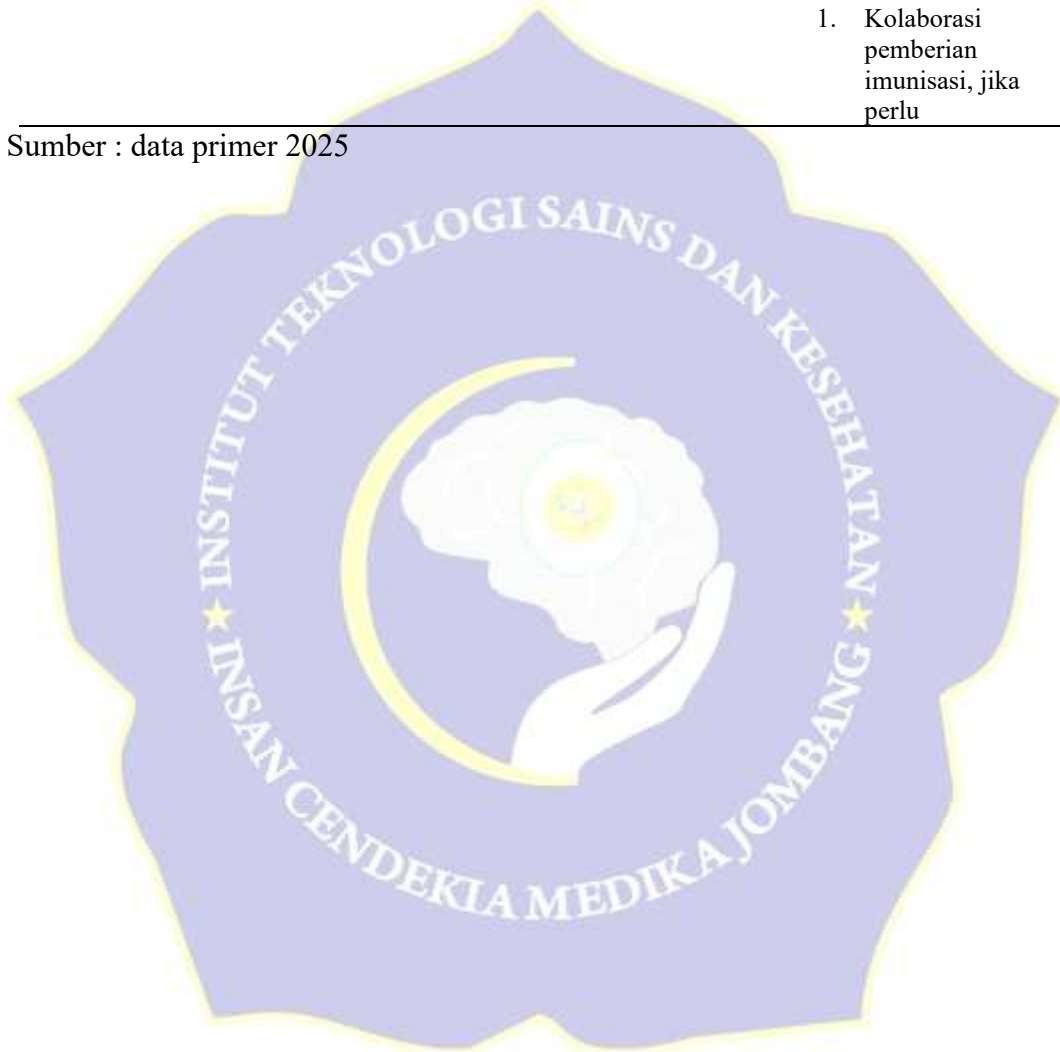 1. Kolaborasi
pemberian
imunisasi, jika
perlu
Sumber : data primer 2025
INSTITUT TEKNOLOGI SAINS DAN KESEHATAN
INSAN CENDEKIA MEDIKA JOMBANG